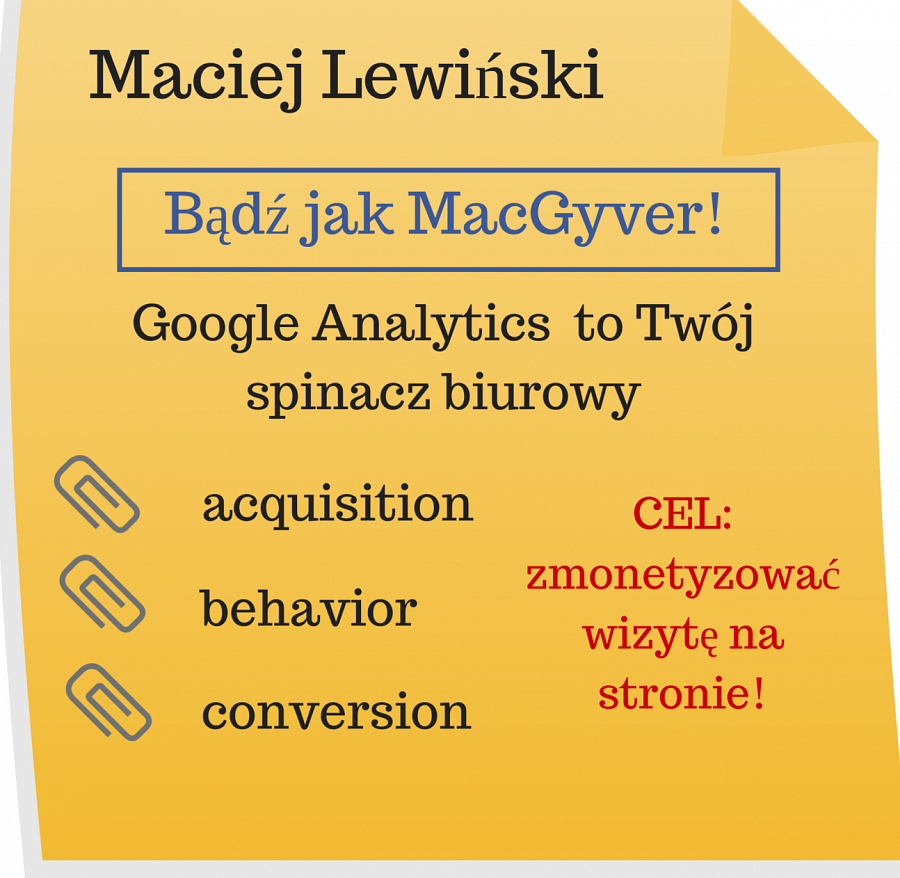 Maciej Lewiński
Bądź jak MacGyver!
Google Analytics to Twój
spinacz biurowy
acquisition
behavior
conversion
CEL:
zmonetyzować
wizytę na
stronie!